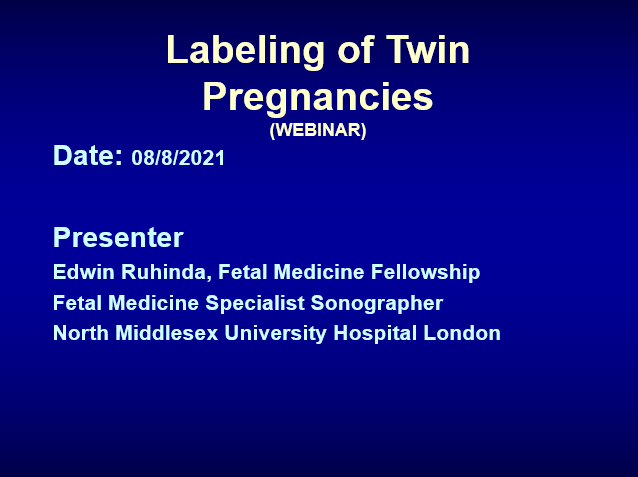 Labeling of Twin
Pregnancies
(WEBINAR)
Date: 08/8/2021
Presenter
Edwin Ruhinda, Fetal Medicine Fellowship
Fetal Medicine Specialist Sonographer
North Middlesex University Hospital London